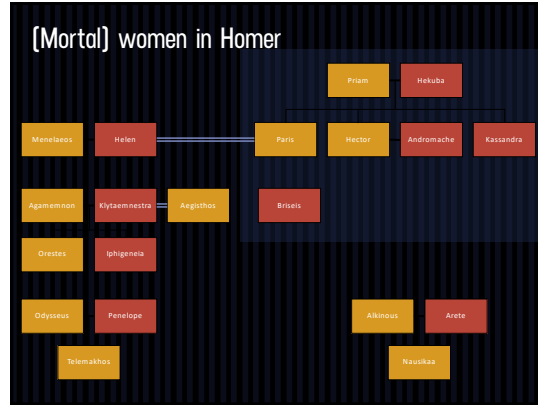 (Mortal) women in Homer
Priam
Hekuba
Menelaeos
Helen
Paris
Hector
Andromache
Kassandra
Agamemnon
Klytaemnestra
Aegisthos
Briseis
Orestes
Iphigeneia
Odysseus
Penelope
Alkinous
Arete
Telemakhos
Nausikaa